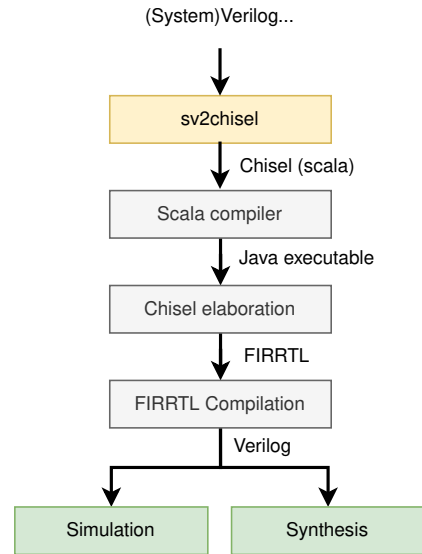 (System)Verilog...
sv2chisel
Chisel (scala)
Scala compiler
Java executable
Chisel elaboration
FIRRTL
FIRRTL Compilation
Verilog
Simulation
Synthesis